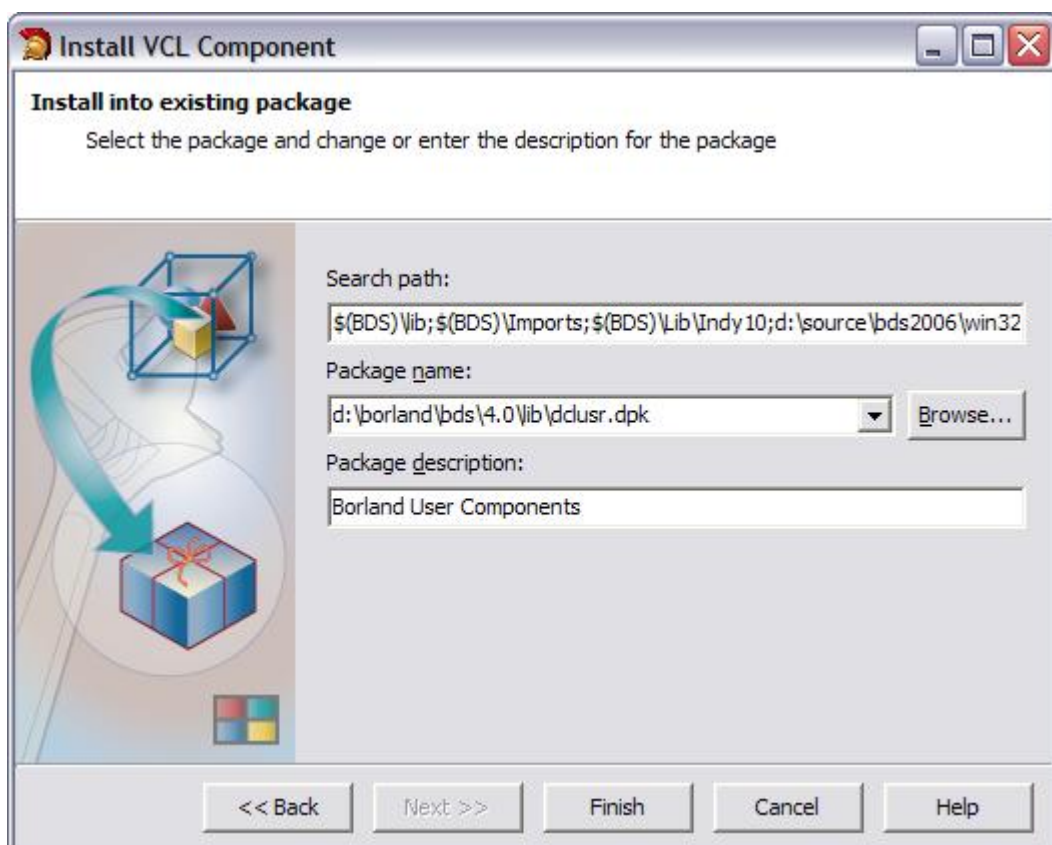 Install VCL Component
Install into existing package
Select the package and change or enter the description for the package
Search path:
$(BDS)\lib;$(BDS)\Imports;$(BDS)\Lib\Indy10;d:\source\bds2006\win32
Package name:
d:\borland\bds\4.0\lib\dclusr.dpk
Browse...
Package description:
Borland User Components
<< Back
Next >>
Finish
Cancel
Help